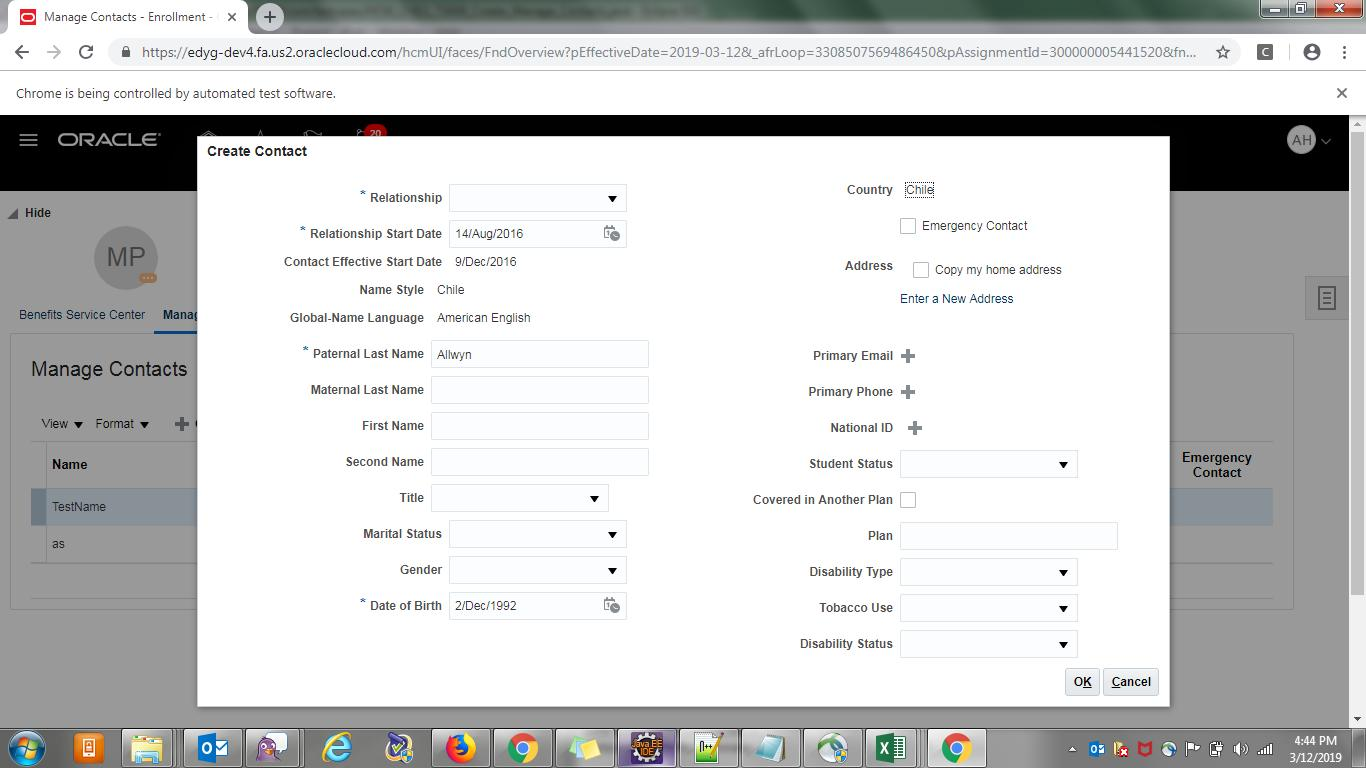 Manage Contacts - Enrollment -
https://edyg-dev4.fa.us2.oraclecloud.com/hcmUI/faces/FndOverview?pEffectiveDate=2019-03-12&_afrLoop=3308507569486450&pAssignmentId=300000005441520&fn...
Chrome is being controlled by automated test software.
ORACLE
20
AH
Hide
MP
Benefits Service Center
Manag
Manage Contacts
View
Format
Name
TestName
as
Emergency
Contact
Create Contact
* Relationship
* Relationship Start Date 14/Aug/2016
Contact Effective Start Date 9/Dec/2016
Name Style Chile
Global-Name Language American English
* Paternal Last Name Allwyn
Maternal Last Name
First Name
Second Name
Title
Marital Status
Gender
* Date of Birth 2/Dec/1992
Country Chile
Emergency Contact
Address Copy my home address
Enter a New Address
Primary Email
Primary Phone
National ID
Student Status
Covered in Another Plan
Plan
Disability Type
Tobacco Use
Disability Status
OK Cancel
Java EE
IDE
4:44 PM
3/12/2019